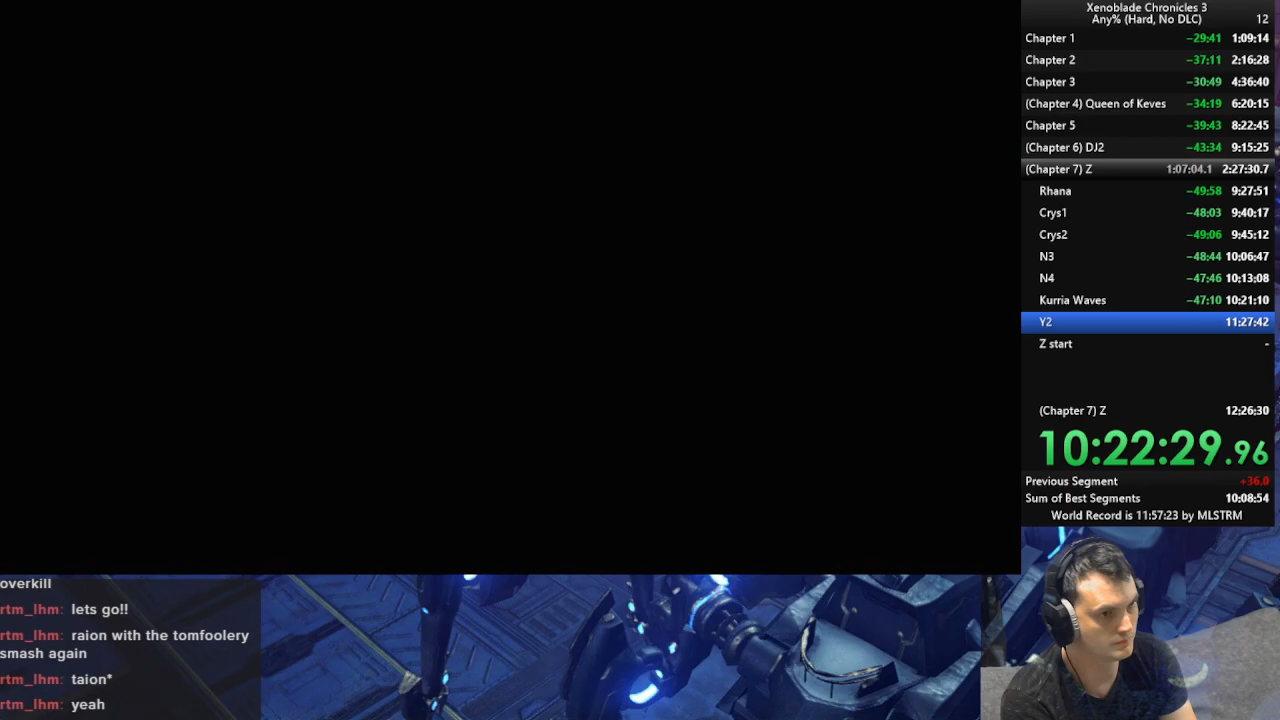 Xenoblade Chronicles 3
Any% (Hard, No DLC) 12
Chapter 1 −29:41 1:09:14
Chapter 2 −37:11 2:16:28
Chapter 3 −30:49 4:36:40
(Chapter 4) Queen of Keves −34:19 6:20:15
Chapter 5 −39:43 8:22:45
(Chapter 6) DJ2 −43:34 9:15:25
(Chapter 7) Z 1:07:04.1 2:27:30.7
Rhana −49:58 9:27:51
Crys1 −48:03 9:40:17
Crys2 −49:06 9:45:12
N3 −48:44 10:06:47
N4 −47:46 10:13:08
Kurria Waves −47:10 10:21:10
Y2 11:27:42
Z start -
(Chapter 7) Z 12:26:30
10:22:29.96
Previous Segment +36.0
Sum of Best Segments 10:08:54
World Record is 11:57:23 by MLSTRM
overkill
rtm_lhm: lets go!!
rtm_lhm: raion with the tomfoolery
smash again
rtm_lhm: taion*
rtm_lhm: yeah